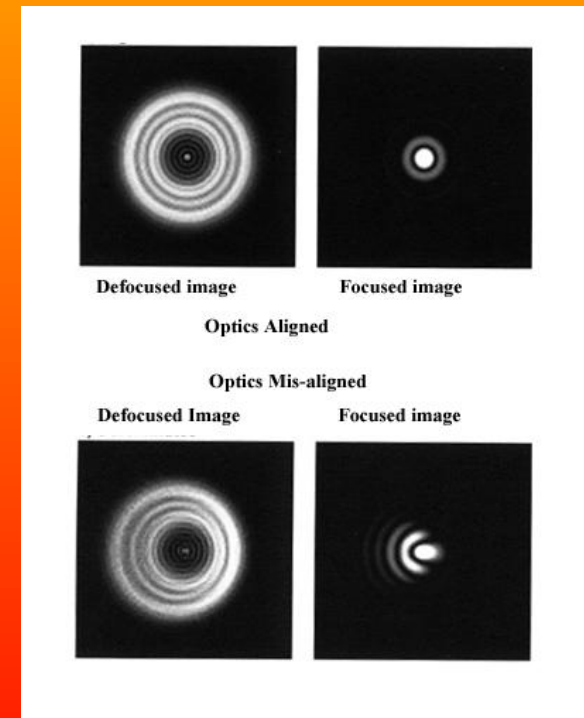 Defocused image Focused image
Optics Aligned
Optics Mis-aligned
Defocused Image Focused image